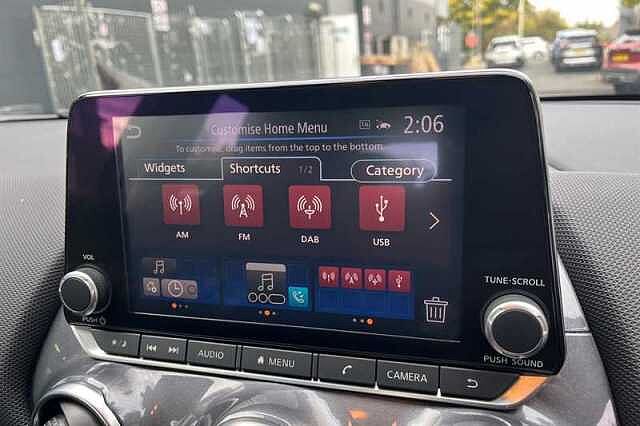 Customise Home Menu
2:06
To customise, drag items from the top to the bottom.
Widgets
Shortcuts 1/2
Category
AM
FM
DAB
USB
VOL
PUSH
TUNE·SCROLL
PUSH SOUND
AUDIO
MENU
CAMERA